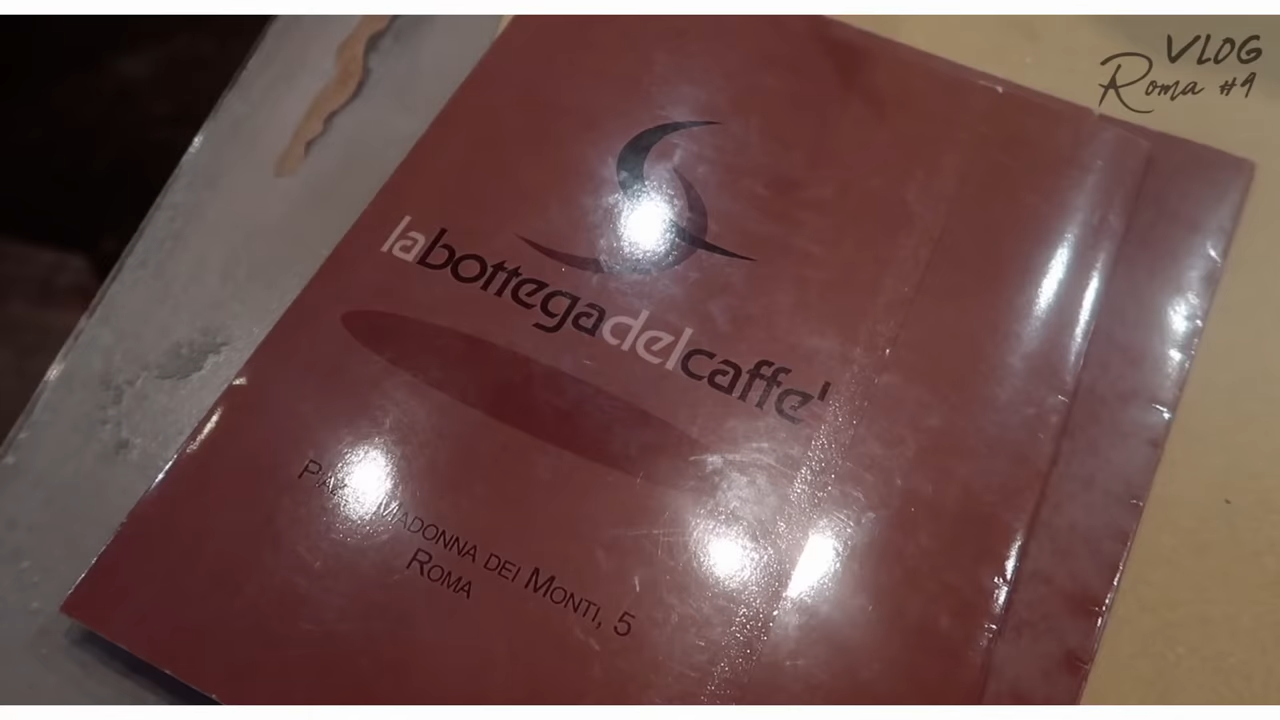 VLOG
Roma #9
labottegadelcaffe'
MADONNA DEI MONTI, 5
ROMA